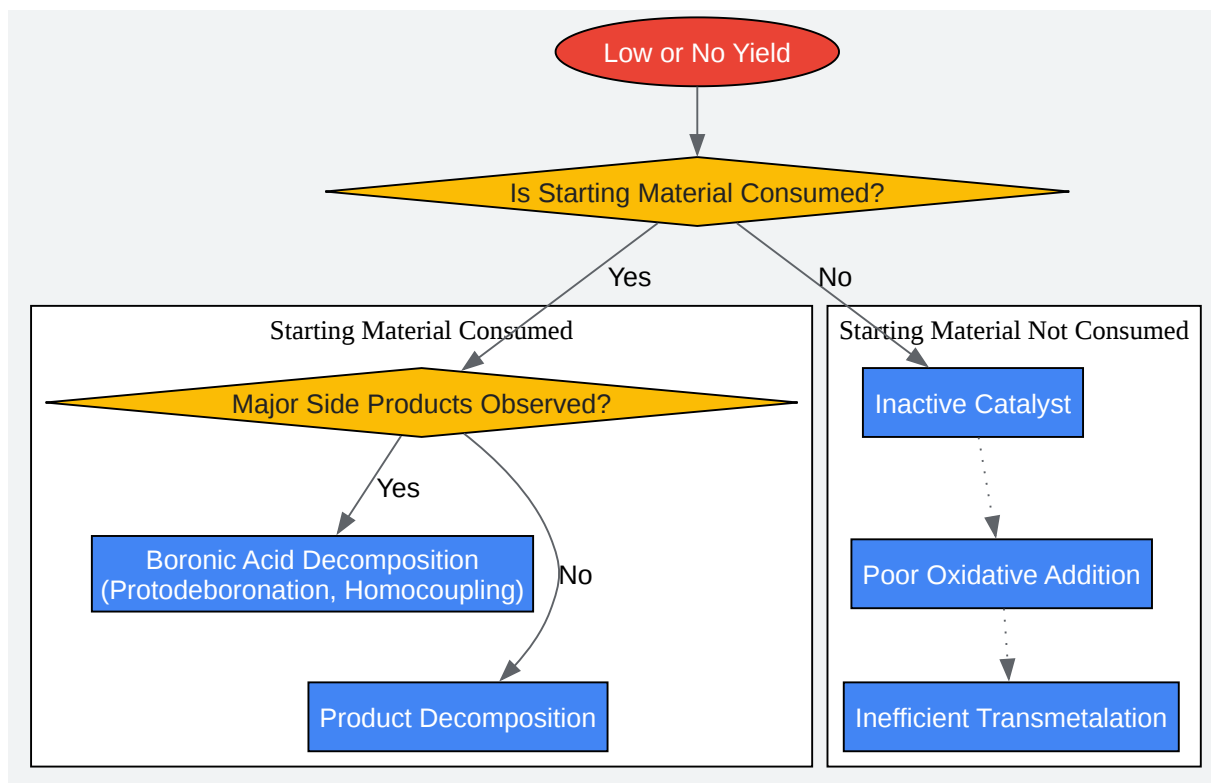 Low or No Yield
Is Starting Material Consumed?
Yes
No
Starting Material Consumed
Starting Material Not Consumed
Major Side Products Observed?
Inactive Catalyst
Yes
Boronic Acid Decomposition
(Protodeboronation, Homocoupling)
No
Poor Oxidative Addition
Product Decomposition
Inefficient Transmetalation